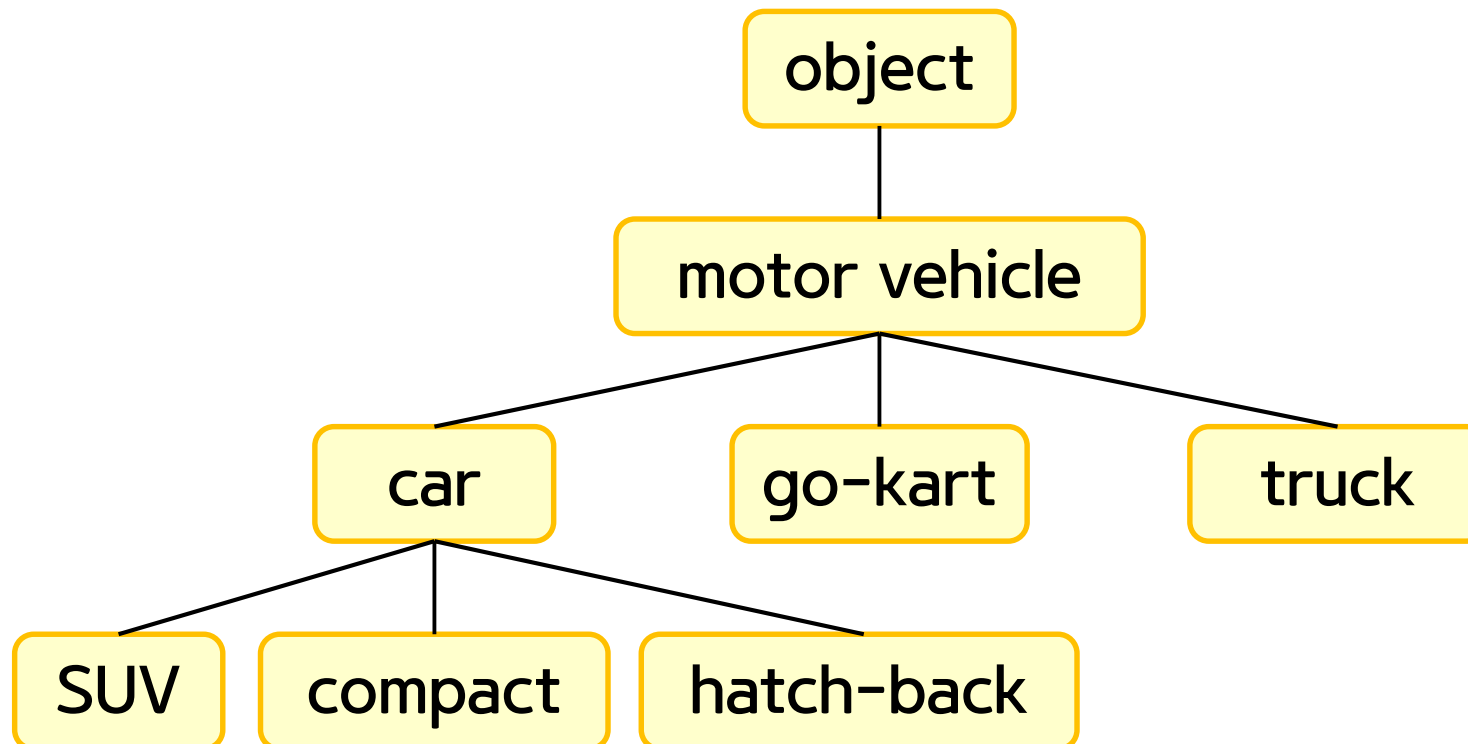 object
motor vehicle
car
go-kart
truck
SUV
compact
hatch-back